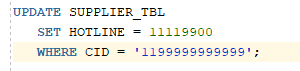 UPDATE SUPPLIER_TBL
SET HOTLINE = 11119900
WHERE CID = '1199999999999';